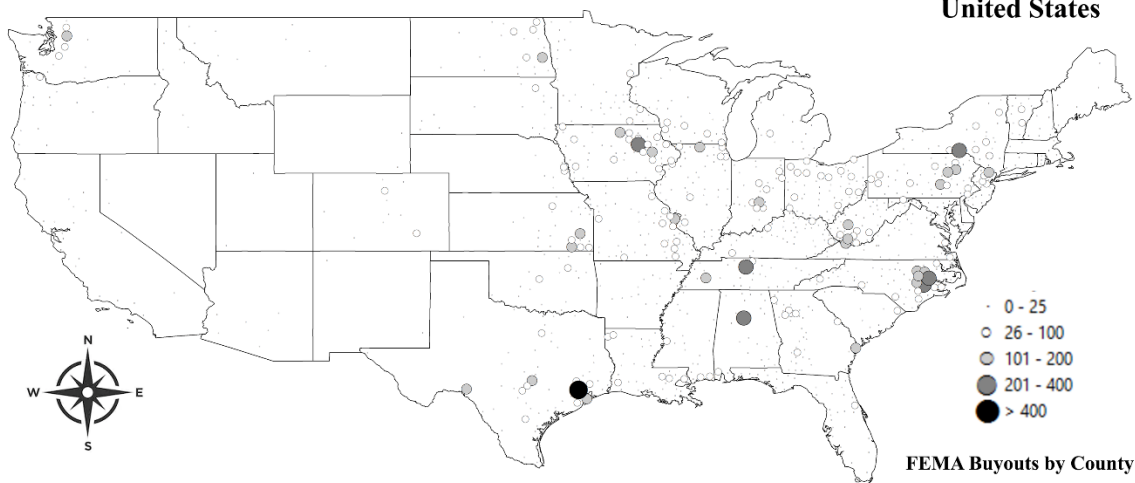 United States
N
W
E
S
0 - 25
26 - 100
101 - 200
201 - 400
> 400
FEMA Buyouts by County